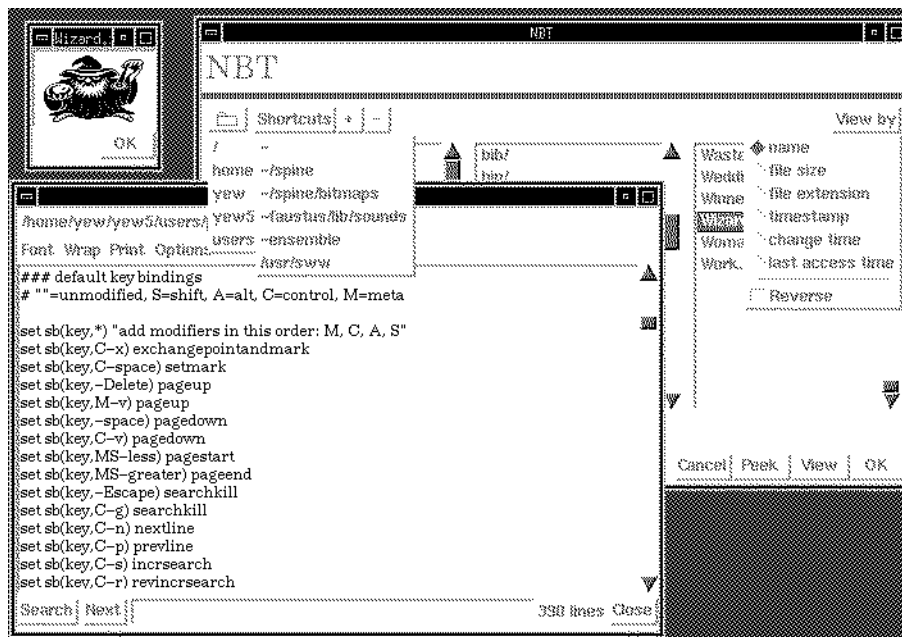 Wizard.
OK
NBT
NBT
Shortcuts + -
View by
/
home
yew
yew5
users
~
~/spine
~/spine/bitmaps
~faustus/lib/sounds
~ensemble
/usr/sww
bib/
bin/
Weddi
Winne
Wizar
Woma
Work.
name
file size
file extension
timestamp
change time
last access time
Reverse
Cancel Peek View OK
/home/yew/yew5/users/
Font Wrap Print Options
### default key bindings
# ""=unmodified, S=shift, A=alt, C=control, M=meta
set sb(key,*) "add modifiers in this order: M, C, A, S"
set sb(key,C-x) exchangepointandmark
set sb(key,C-space) setmark
set sb(key,-Delete) pageup
set sb(key,M-v) pageup
set sb(key,-space) pagedown
set sb(key,C-v) pagedown
set sb(key,MS-less) pagestart
set sb(key,MS-greater) pageend
set sb(key,-Escape) searchkill
set sb(key,C-g) searchkill
set sb(key,C-n) nextline
set sb(key,C-p) prevline
set sb(key,C-s) incrsearch
set sb(key,C-r) revincrsearch
Search Next
390 lines Close